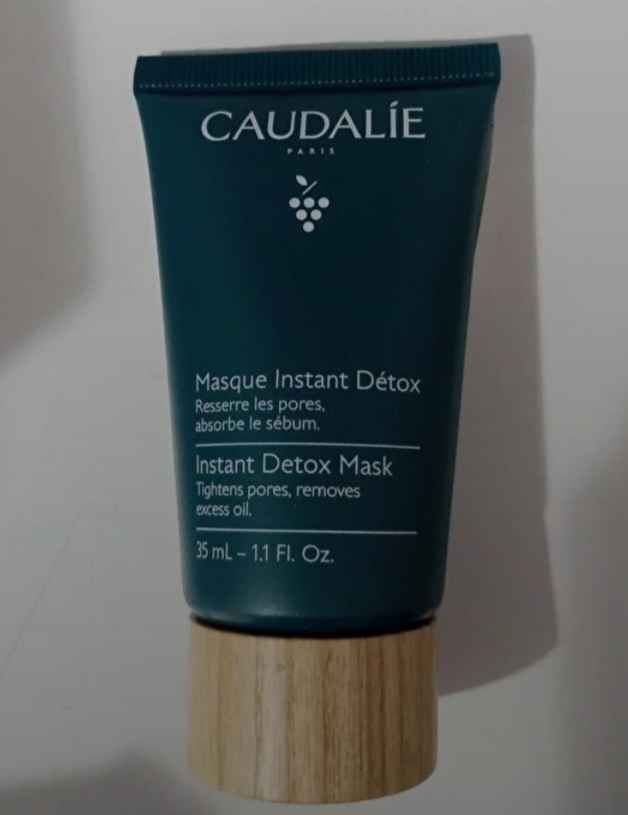 CAUDALÍE
PARIS
Masque Instant Détox
Resserre les pores,
absorbe le sébum.
Instant Detox Mask
Tightens pores, removes
excess oil.
35 mL – 1.1 Fl. Oz.